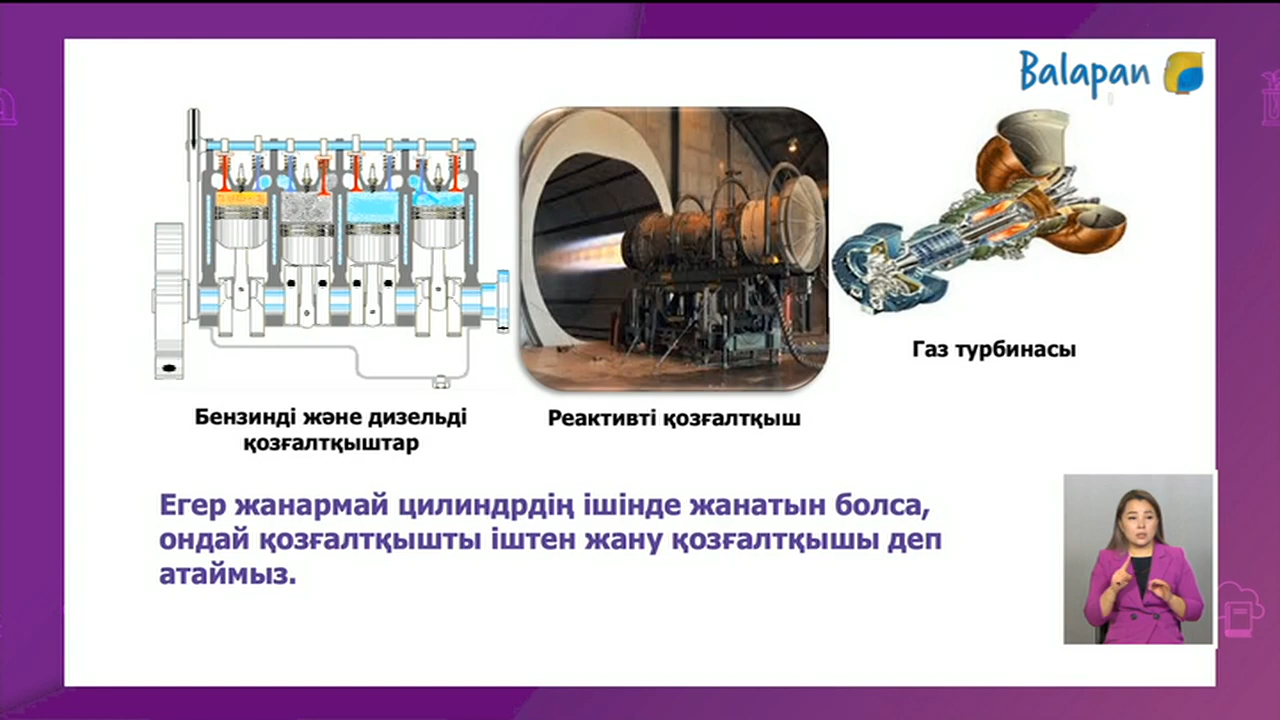 Balapan
Газ турбинасы
Бензинді және дизельді
қозғалтқыштар
Реактивті қозғалтқыш
Егер жанармай цилиндрдің ішінде жанатын болса,
ондай қозғалтқышты іштен жану қозғалтқышы деп
атаймыз.